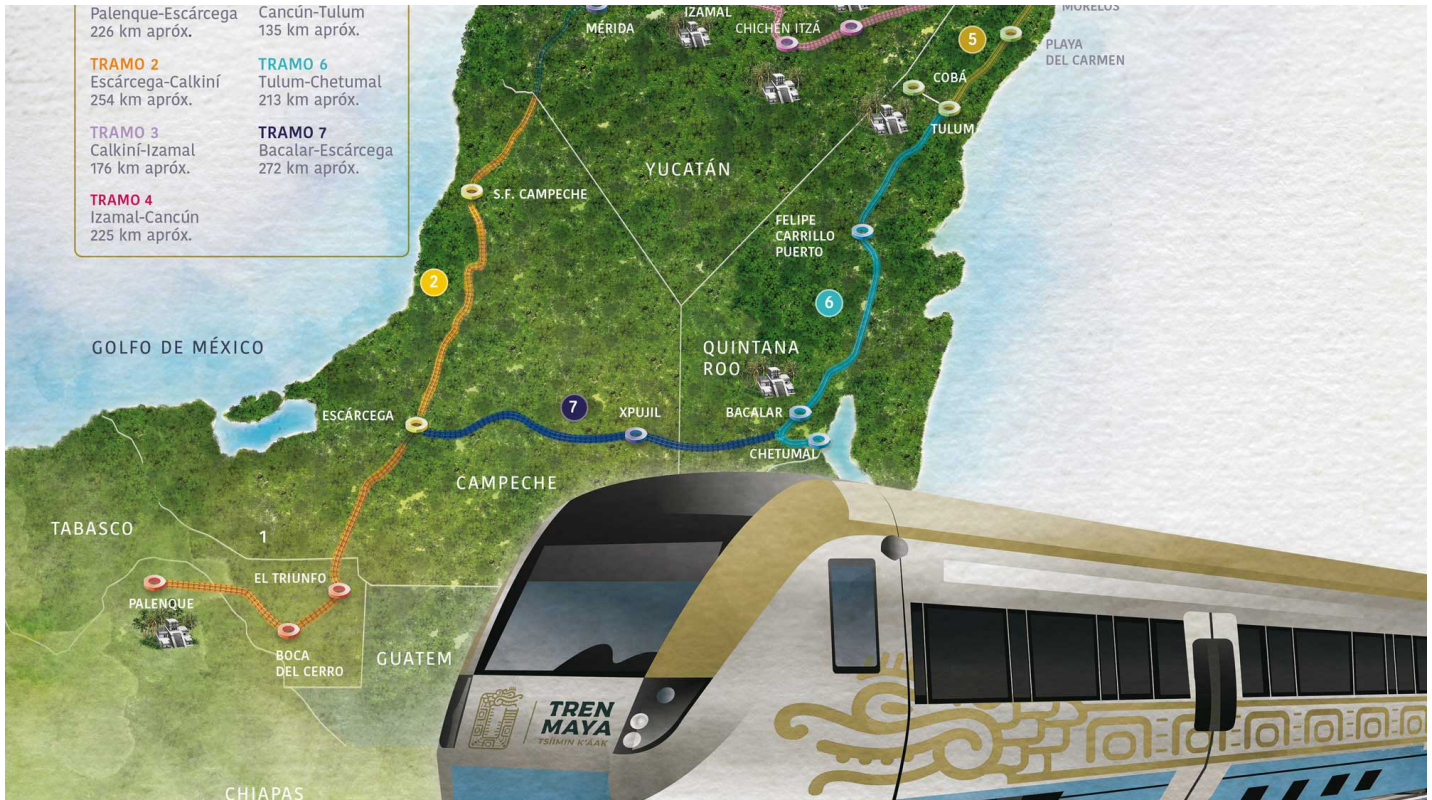 Palenque-Escárcega
226 km apróx.
Cancún-Tulum
135 km apróx.
TRAMO 2
Escárcega-Calkiní
254 km apróx.
TRAMO 6
Tulum-Chetumal
213 km apróx.
TRAMO 3
Calkiní-Izamal
176 km apróx.
TRAMO 7
Bacalar-Escárcega
272 km apróx.
TRAMO 4
Izamal-Cancún
225 km apróx.
MÉRIDA
IZAMAL
CHICHÉN ITZÁ
MORELOS
5
PLAYA
DEL CARMEN
COBÁ
TULUM
YUCATÁN
S.F. CAMPECHE
FELIPE
CARRILLO
PUERTO
2
6
GOLFO DE MÉXICO
QUINTANA
ROO
ESCÁRCEGA
7
XPUJIL
BACALAR
CHETUMAL
CAMPECHE
TABASCO
1
EL TRIUNFO
PALENQUE
BOCA
DEL CERRO
GUATEM
TREN
MAYA
TSIIMIN K'ÁAK
CHIAPAS